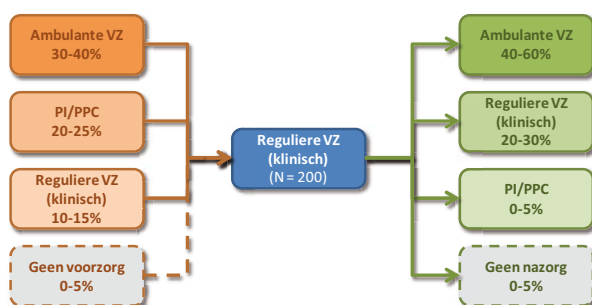 Ambulante VZ
30-40%
PI/PPC
20-25%
Reguliere VZ
(klinisch)
10-15%
Geen voorzorg
0-5%
Reguliere VZ
(klinisch)
(N = 200)
Ambulante VZ
40-60%
Reguliere VZ
(klinisch)
20-30%
PI/PPC
0-5%
Geen nazorg
0-5%